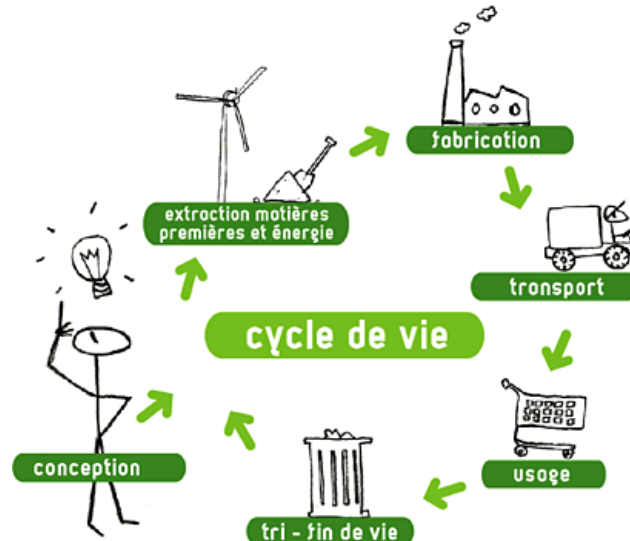 fabrication
extraction matières
premières et énergie
transport
cycle de vie
usage
conception
tri - fin de vie